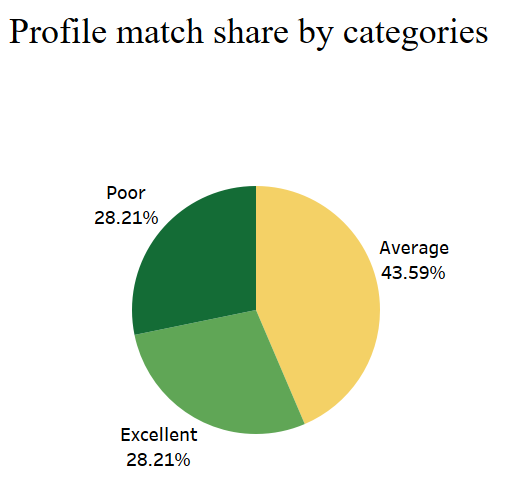 Profile match share by categories
Poor
28.21%
Average
43.59%
Excellent
28.21%